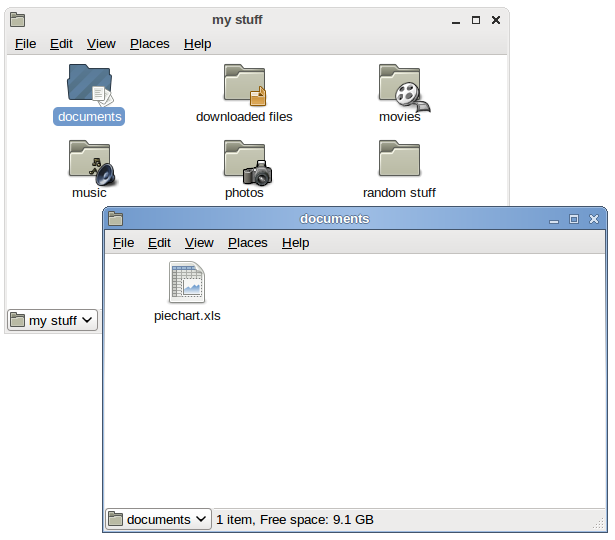 my stuff
File Edit View Places Help
documents downloaded files movies
music photos random stuff
my stuff
documents
File Edit View Places Help
piechart.xls
documents 1 item, Free space: 9.1 GB